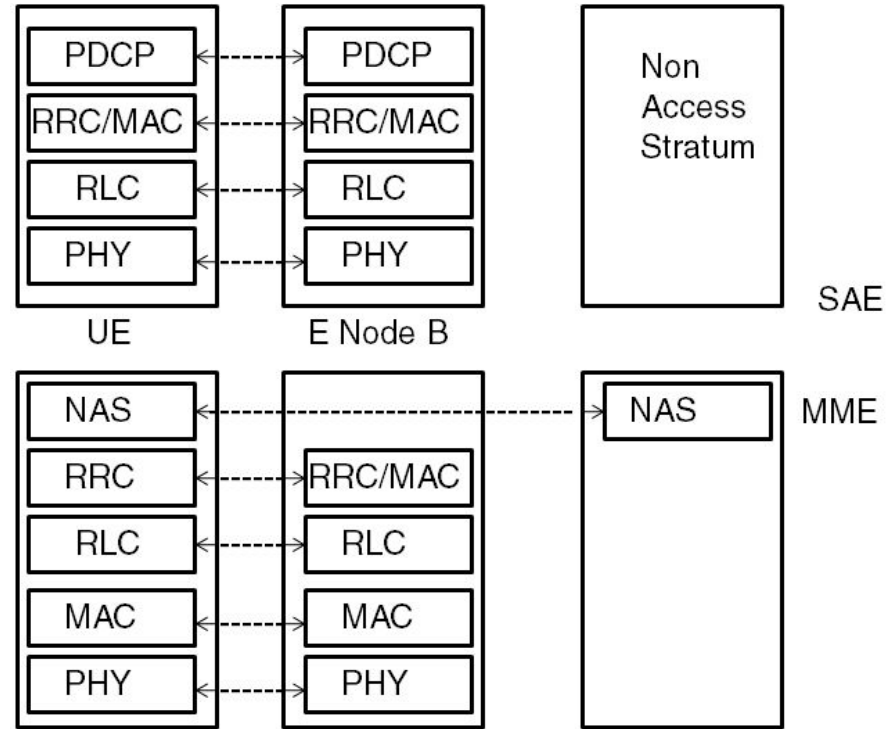 PDCP
PDCP
Non
Access
Stratum
RRC/MAC
RRC/MAC
RLC
RLC
PHY
PHY
SAE
UE
E Node B
NAS
NAS
MME
RRC
RRC/MAC
RLC
RLC
MAC
MAC
PHY
PHY